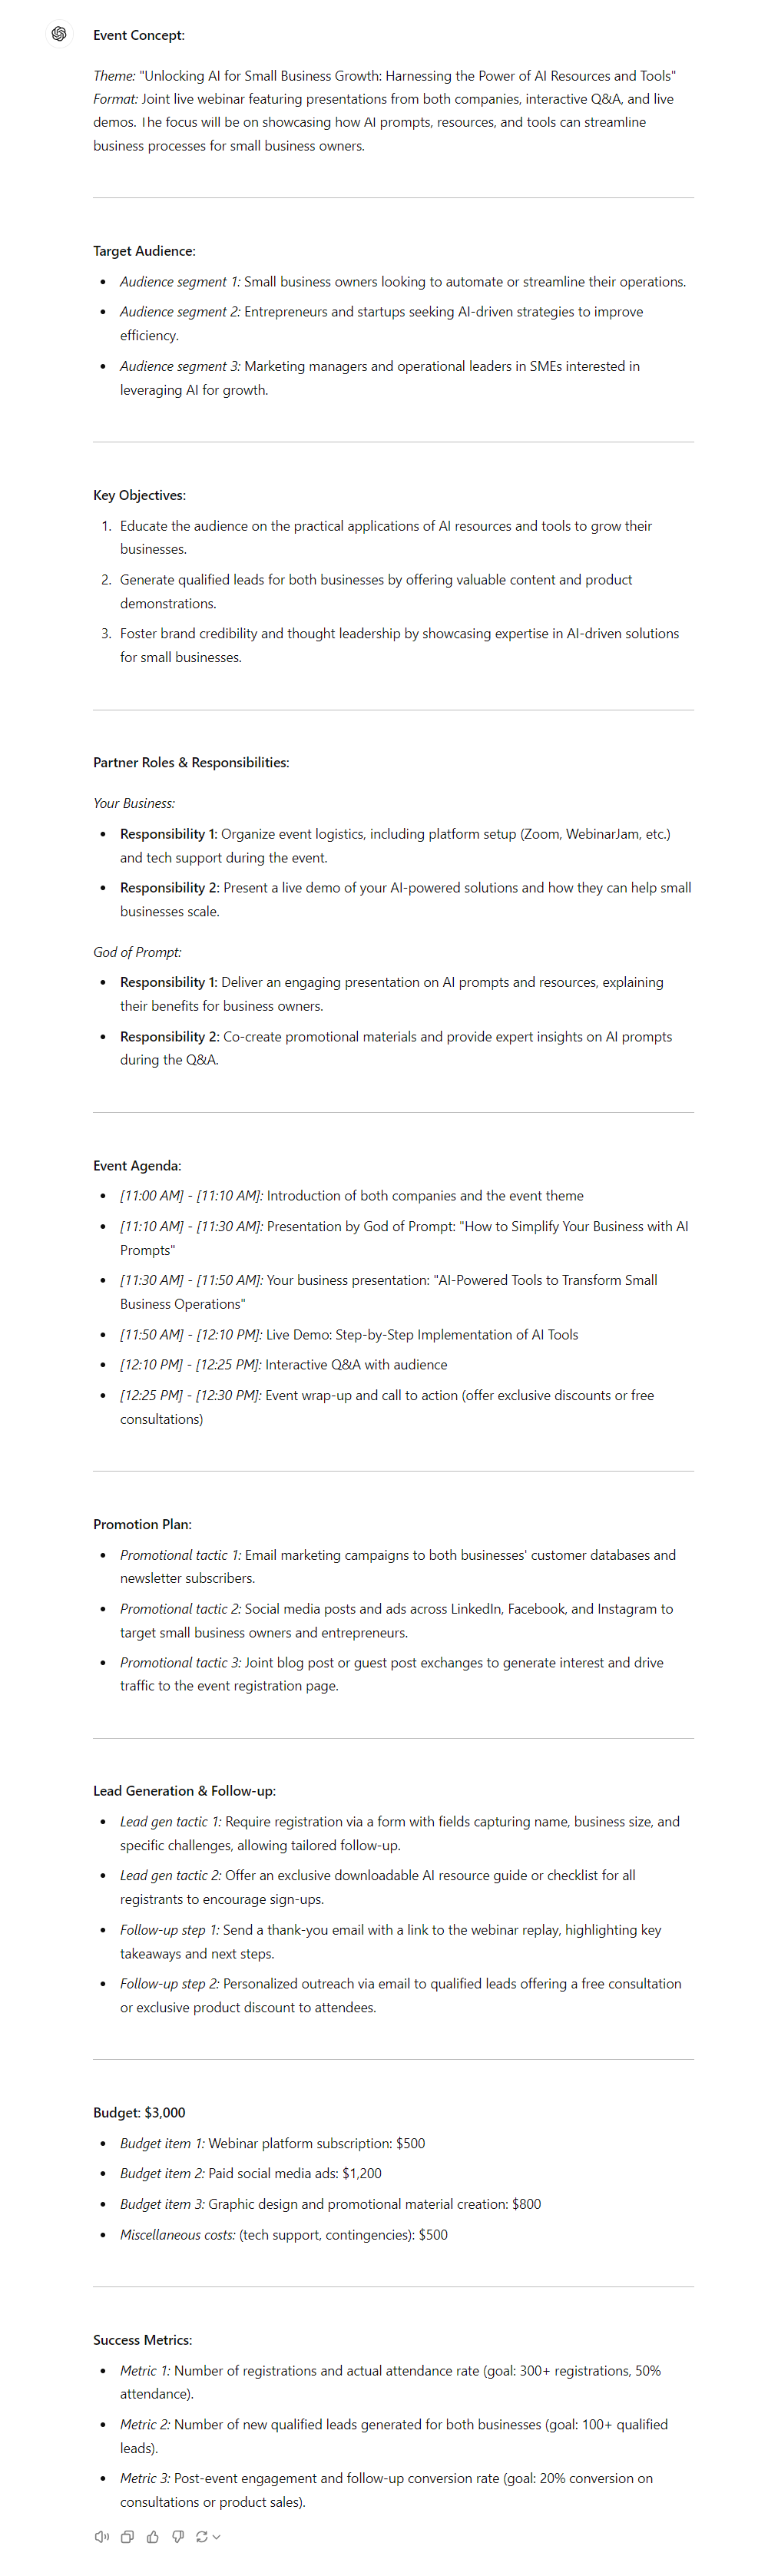 Event Concept:
Theme: "Unlocking AI for Small Business Growth: Harnessing the Power of AI Resources and Tools"
Format: Joint live webinar featuring presentations from both companies, interactive Q&A, and live
demos. The focus will be on showcasing how AI prompts, resources, and tools can streamline
business processes for small business owners.
Target Audience:
• Audience segment 1: Small business owners looking to automate or streamline their operations.
• Audience segment 2: Entrepreneurs and startups seeking AI-driven strategies to improve
efficiency.
• Audience segment 3: Marketing managers and operational leaders in SMEs interested in
leveraging AI for growth.
Key Objectives:
1. Educate the audience on the practical applications of AI resources and tools to grow their
businesses.
2. Generate qualified leads for both businesses by offering valuable content and product
demonstrations.
3. Foster brand credibility and thought leadership by showcasing expertise in AI-driven solutions
for small businesses.
Partner Roles & Responsibilities:
Your Business:
• Responsibility 1: Organize event logistics, including platform setup (Zoom, WebinarJam, etc.)
and tech support during the event.
• Responsibility 2: Present a live demo of your AI-powered solutions and how they can help small
businesses scale.
God of Prompt:
• Responsibility 1: Deliver an engaging presentation on AI prompts and resources, explaining
their benefits for business owners.
• Responsibility 2: Co-create promotional materials and provide expert insights on AI prompts
during the Q&A.
Event Agenda:
• [11:00 AM] - [11:10 AM]: Introduction of both companies and the event theme
• [11:10 AM] - [11:30 AM]: Presentation by God of Prompt: "How to Simplify Your Business with AI
Prompts"
• [11:30 AM] - [11:50 AM]: Your business presentation: "AI-Powered Tools to Transform Small
Business Operations"
• [11:50 AM] - [12:10 PM]: Live Demo: Step-by-Step Implementation of AI Tools
• [12:10 PM] - [12:25 PM]: Interactive Q&A with audience
• [12:25 PM] - [12:30 PM]: Event wrap-up and call to action (offer exclusive discounts or free
consultations)
Promotion Plan:
• Promotional tactic 1: Email marketing campaigns to both businesses' customer databases and
newsletter subscribers.
• Promotional tactic 2: Social media posts and ads across LinkedIn, Facebook, and Instagram to
target small business owners and entrepreneurs.
• Promotional tactic 3: Joint blog post or guest post exchanges to generate interest and drive
traffic to the event registration page.
Lead Generation & Follow-up:
• Lead gen tactic 1: Require registration via a form with fields capturing name, business size, and
specific challenges, allowing tailored follow-up.
• Lead gen tactic 2: Offer an exclusive downloadable AI resource guide or checklist for all
registrants to encourage sign-ups.
• Follow-up step 1: Send a thank-you email with a link to the webinar replay, highlighting key
takeaways and next steps.
• Follow-up step 2: Personalized outreach via email to qualified leads offering a free consultation
or exclusive product discount to attendees.
Budget: $3,000
• Budget item 1: Webinar platform subscription: $500
• Budget item 2: Paid social media ads: $1,200
• Budget item 3: Graphic design and promotional material creation: $800
• Miscellaneous costs: (tech support, contingencies): $500
Success Metrics:
• Metric 1: Number of registrations and actual attendance rate (goal: 300+ registrations, 50%
attendance).
• Metric 2: Number of new qualified leads generated for both businesses (goal: 100+ qualified
leads).
• Metric 3: Post-event engagement and follow-up conversion rate (goal: 20% conversion on
consultations or product sales).